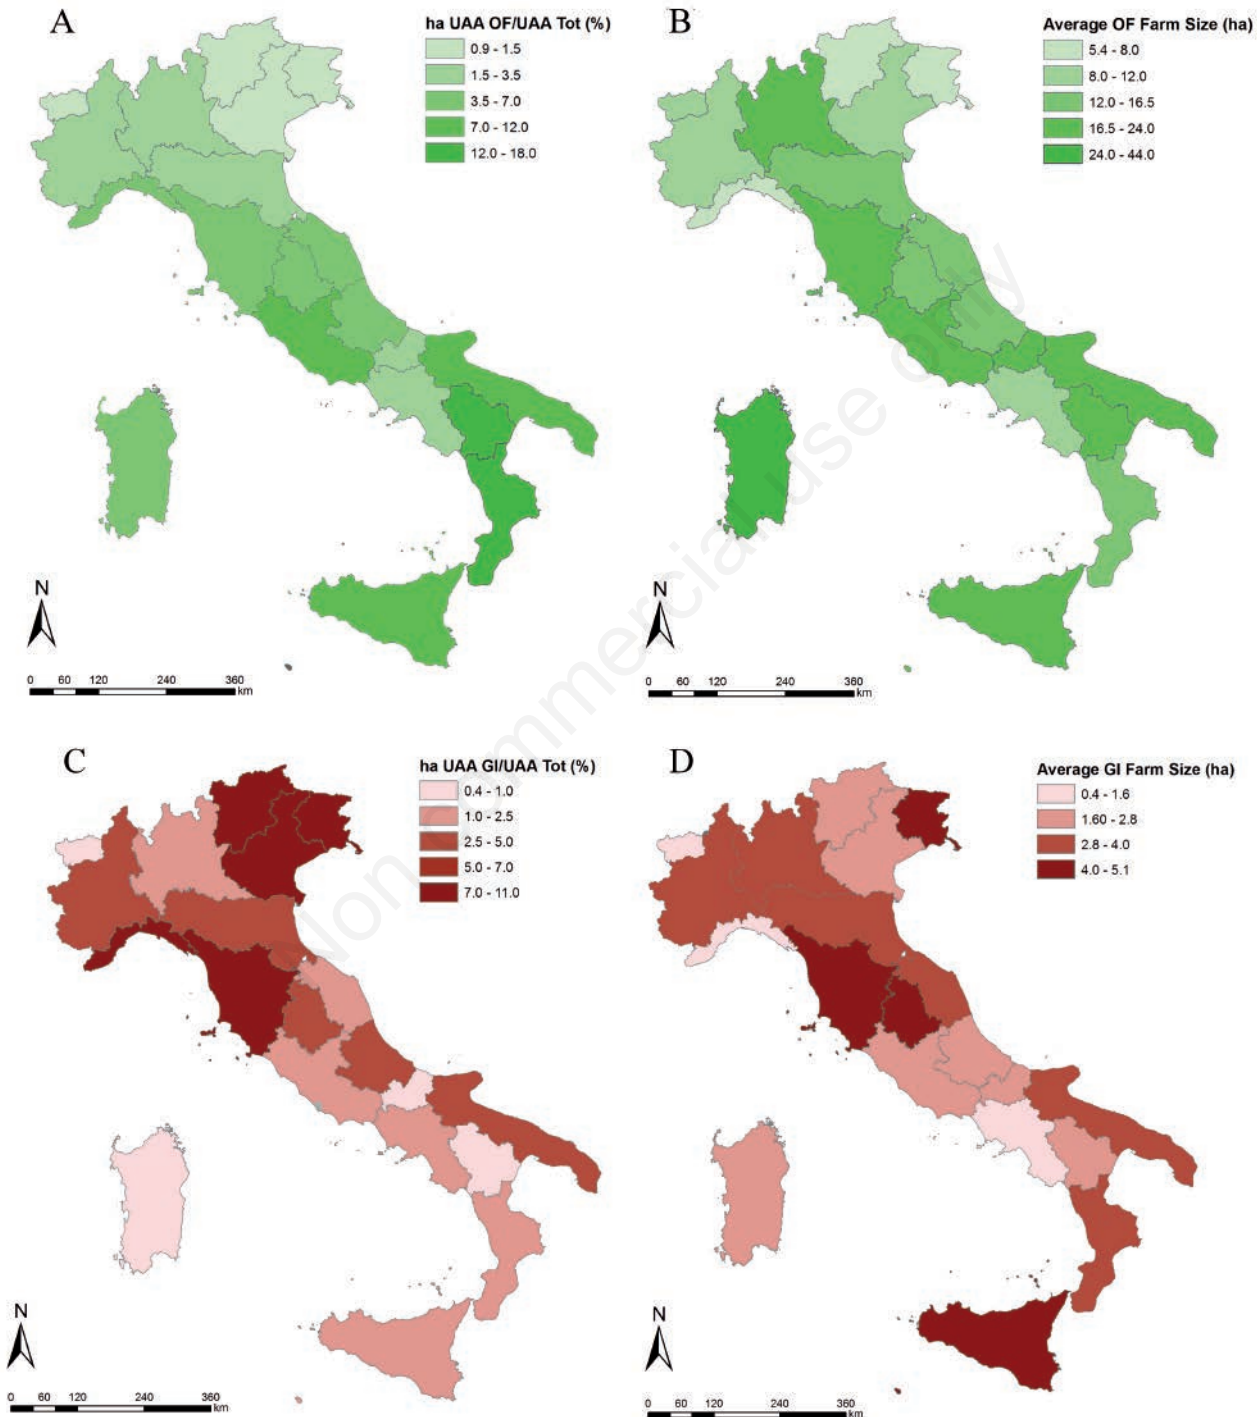 A
ha UAA OF/UAA Tot (%)
0.9 - 1.5
1.5 - 3.5
3.5 - 7.0
7.0 - 12.0
12.0 - 18.0
N
0 60 120 240 360
km
B
Average OF Farm Size (ha)
5.4 - 8.0
8.0 - 12.0
12.0 - 16.5
16.5 - 24.0
24.0 - 44.0
N
0 60 120 240 360
km
C
ha UAA GI/UAA Tot (%)
0.4 - 1.0
1.0 - 2.5
2.5 - 5.0
5.0 - 7.0
7.0 - 11.0
N
0 60 120 240 360
km
D
Average GI Farm Size (ha)
0.4 - 1.6
1.60 - 2.8
2.8 - 4.0
4.0 - 5.1
N
0 60 120 240 360
km
Non commercial use only